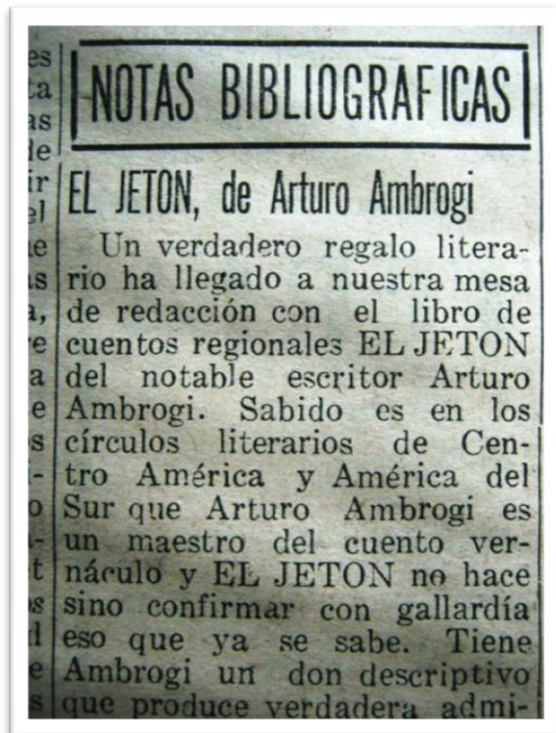 NOTAS BIBLIOGRAFICAS
EL JETON, de Arturo Ambrogi
Un verdadero regalo litera-
rio ha llegado a nuestra mesa
de redacción con el libro de
cuentos regionales EL JETON
del notable escritor Arturo
Ambrogi. Sabido es en los
círculos literarios de Cen-
tro América y América del
Sur que Arturo Ambrogi es
un maestro del cuento ver-
náculo y EL JETON no hace
sino confirmar con gallardía
eso que ya se sabe. Tiene
Ambrogi un don descriptivo
que produce verdadera admi-